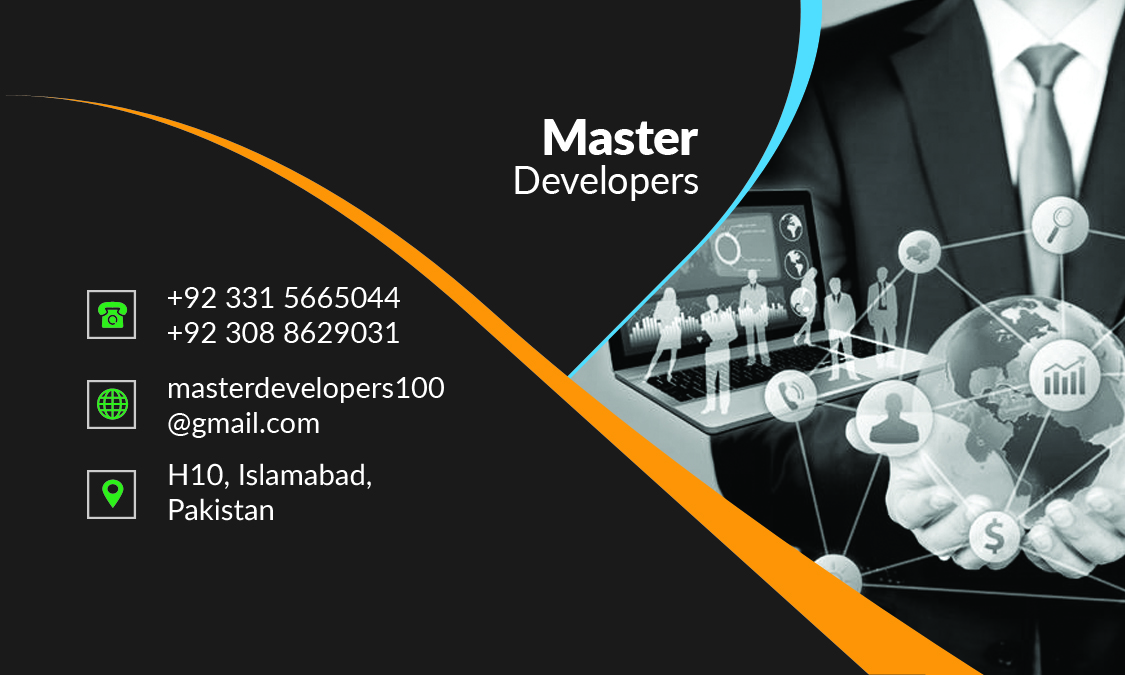 Master
Developers
+92 331 5665044
+92 308 8629031
masterdevelopers100
@gmail.com
H10, Islamabad,
Pakistan
$